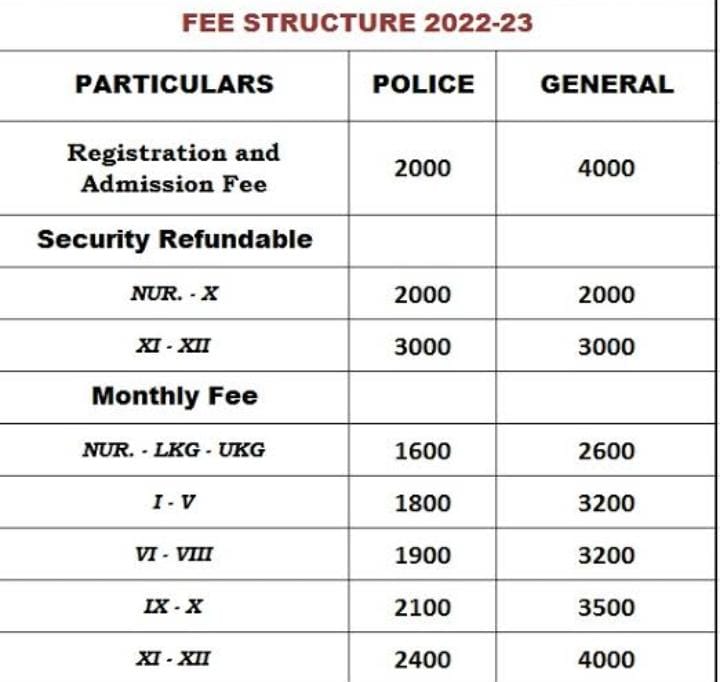 FEE STRUCTURE 2022-23
PARTICULARS POLICE GENERAL
Registration and
Admission Fee 2000 4000
Security Refundable
NUR. - X 2000 2000
XI - XII 3000 3000
Monthly Fee
NUR. - LKG - UKG 1600 2600
I - V 1800 3200
VI - VIII 1900 3200
IX - X 2100 3500
XI - XII 2400 4000